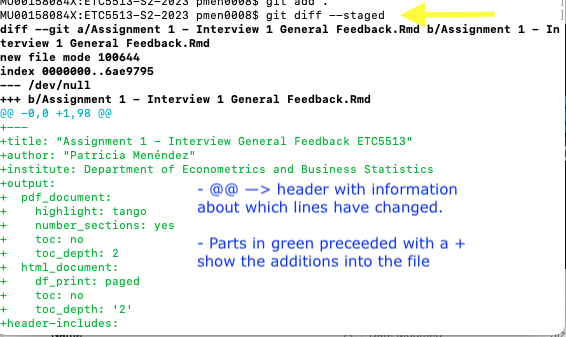 MU00158084X:ETC5513-S2-2023 pmen0008$ git add .
MU00158084X:ETC5513-S2-2023 pmen0008$ git diff --staged
diff --git a/Assignment 1 - Interview 1 General Feedback.Rmd b/Assignment 1 - In
terview 1 General Feedback.Rmd
new file mode 100644
index 0000000..6ae9795
--- /dev/null
+++ b/Assignment 1 - Interview 1 General Feedback.Rmd
@@ -0,0 +1,98 @@
+---
+title: "Assignment 1 - Interview General Feedback ETC5513"
+author: "Patricia Menéndez"
+institute: Department of Econometrics and Business Statistics
+output:
+  pdf_document:
+    highlight: tango
+    number_sections: yes
+    toc: no
+    toc_depth: 2
+  html_document:
+    df_print: paged
+    toc: no
+    toc_depth: '2'
+header-includes:
- @@ —> header with information
about which lines have changed.
- Parts in green preceeded with a +
show the additions into the file